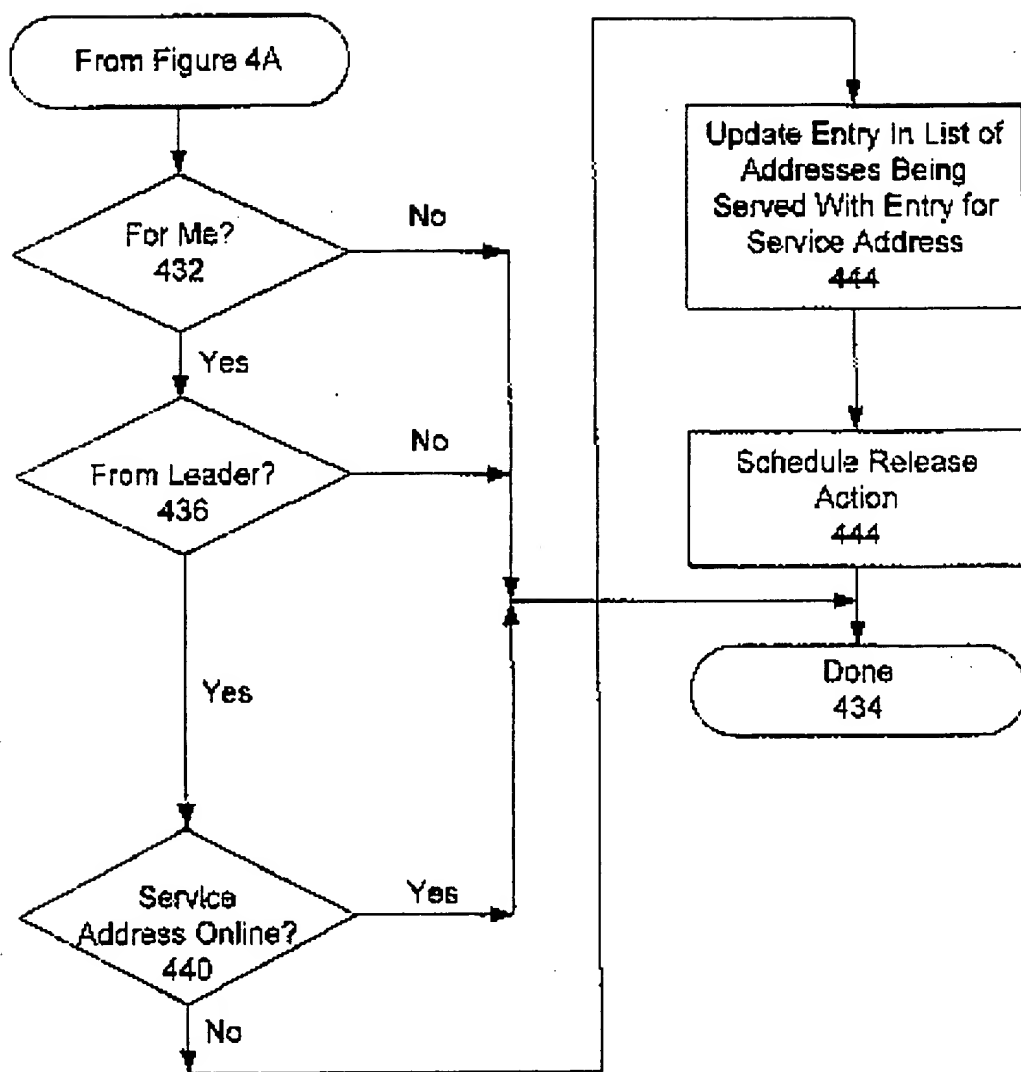 From Figure 4A
For Me?
432
No
Yes
From Leader?
436
No
Yes
Service
Address Online?
440
Yes
No
Update Entry In List of
Addresses Being
Served With Entry for
Service Address
444
Schedule Release
Action
444
Done
434